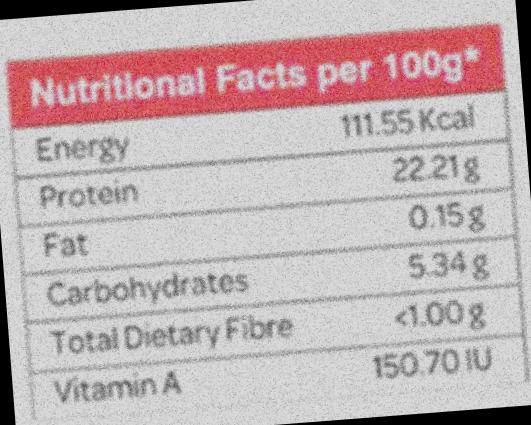 Nutritional Facts per 100g*
Energy 111.55 Kcal
Protein 22.21 g
Fat 0.15 g
Carbohydrates 5.34 g
Total Dietary Fibre <1.00 g
Vitamin A 150.70 IU